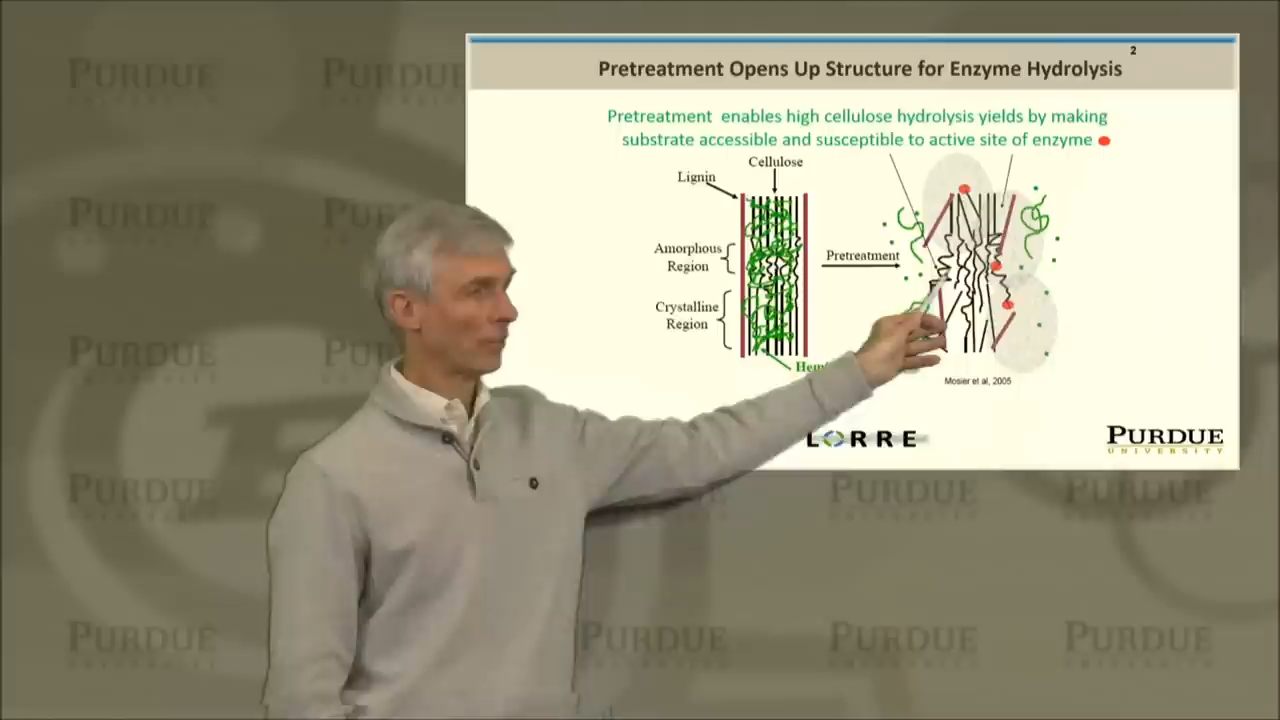 2
Pretreatment Opens Up Structure for Enzyme Hydrolysis
Pretreatment enables high cellulose hydrolysis yields by making
substrate accessible and susceptible to active site of enzyme
Cellulose
Lignin
Amorphous
Region
Pretreatment
Crystalline
Region
Mosier et al, 2005
LORRE
PURDUE
UNIVERSITY
PURDUE
PURDUE
PURDUE
PURDUE
PURDUE
PURDUE
PURDUE
PURDUE
PURDUE
PURDUE